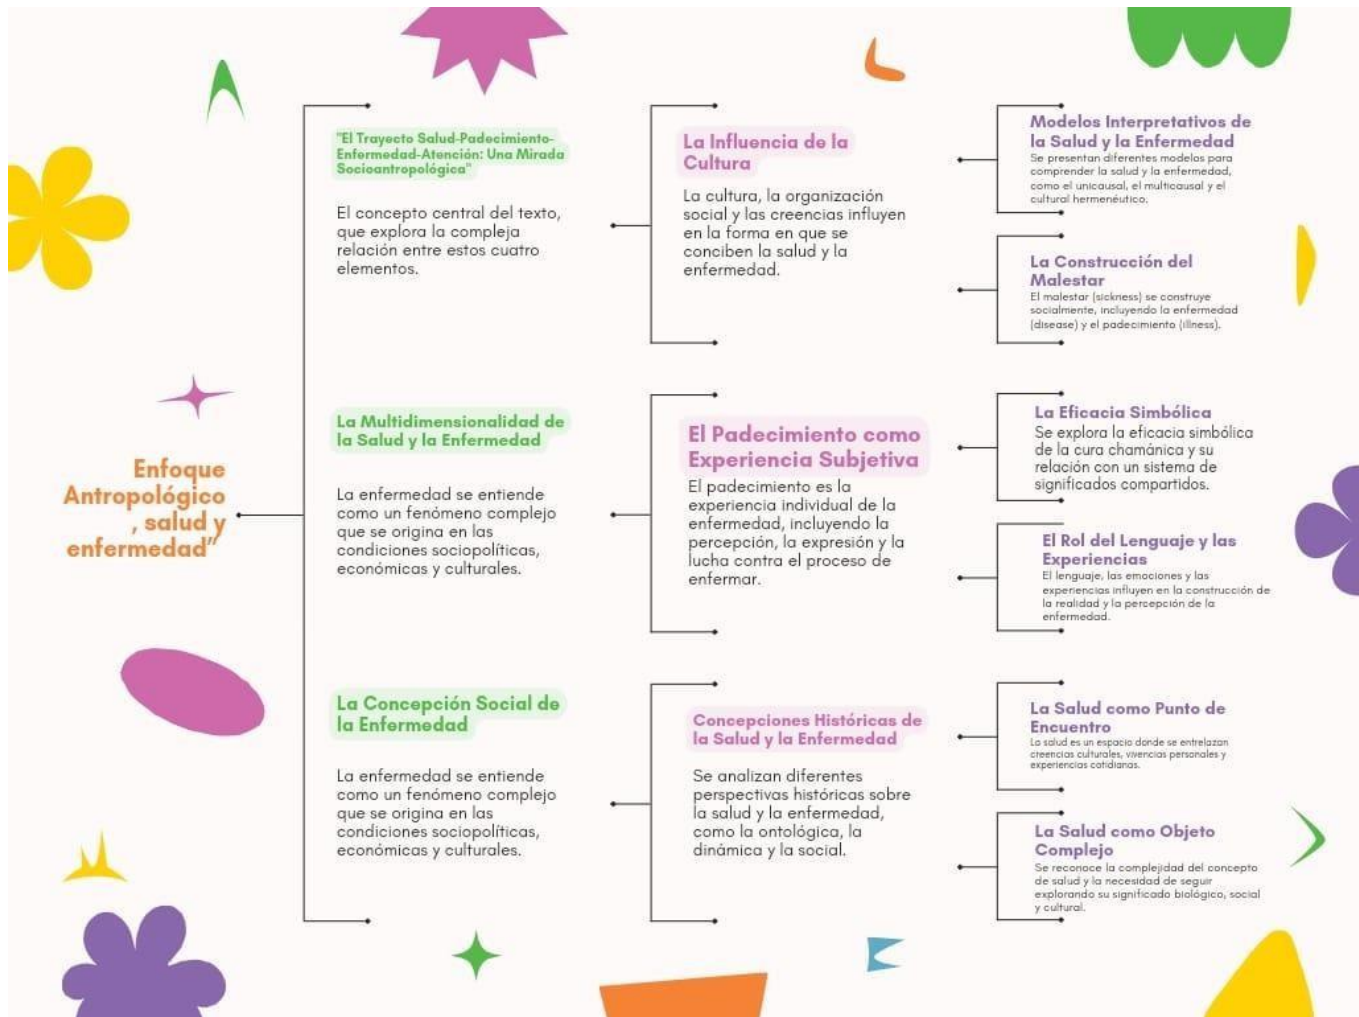 Enfoque
Antropológico
, salud y
enfermedad”
"El Trayecto Salud-Padecimiento-
Enfermedad-Atención: Una Mirada
Socioantropológica"
El concepto central del texto,
que explora la compleja
relación entre estos cuatro
elementos.
La Influencia de la
Cultura
La cultura, la organización
social y las creencias influyen
en la forma en que se
conciben la salud y la
enfermedad.
Modelos Interpretativos de
la Salud y la Enfermedad
Se presentan diferentes modelos para
comprender la salud y la enfermedad,
como el unicausal, el multicausal y el
cultural hermenéutico.
La Construcción del
Malestar
El malestar (sickness) se construye
socialmente, incluyendo la enfermedad
(disease) y el padecimiento (illness).
La Multidimensionalidad de
la Salud y la Enfermedad
La enfermedad se entiende
como un fenómeno complejo
que se origina en las
condiciones sociopolíticas,
económicas y culturales.
El Padecimiento como
Experiencia Subjetiva
El padecimiento es la
experiencia individual de la
enfermedad, incluyendo la
percepción, la expresión y la
lucha contra el proceso de
enfermar.
La Eficacia Simbólica
Se explora la eficacia simbólica
de la cura chamánica y su
relación con un sistema de
significados compartidos.
El Rol del Lenguaje y las
Experiencias
El lenguaje, las emociones y las
experiencias influyen en la construcción de
la realidad y la percepción de la
enfermedad.
La Concepción Social de
la Enfermedad
La enfermedad se entiende
como un fenómeno complejo
que se origina en las
condiciones sociopolíticas,
económicas y culturales.
Concepciones Históricas de
la Salud y la Enfermedad
Se analizan diferentes
perspectivas históricas sobre
la salud y la enfermedad,
como la ontológica, la
dinámica y la social.
La Salud como Punto de
Encuentro
La salud es un espacio donde se entrelazan
creencias culturales, vivencias personales y
experiencias cotidianas.
La Salud como Objeto
Complejo
Se reconoce la complejidad del concepto
de salud y la necesidad de seguir
explorando su significado biológico, social
y cultural.